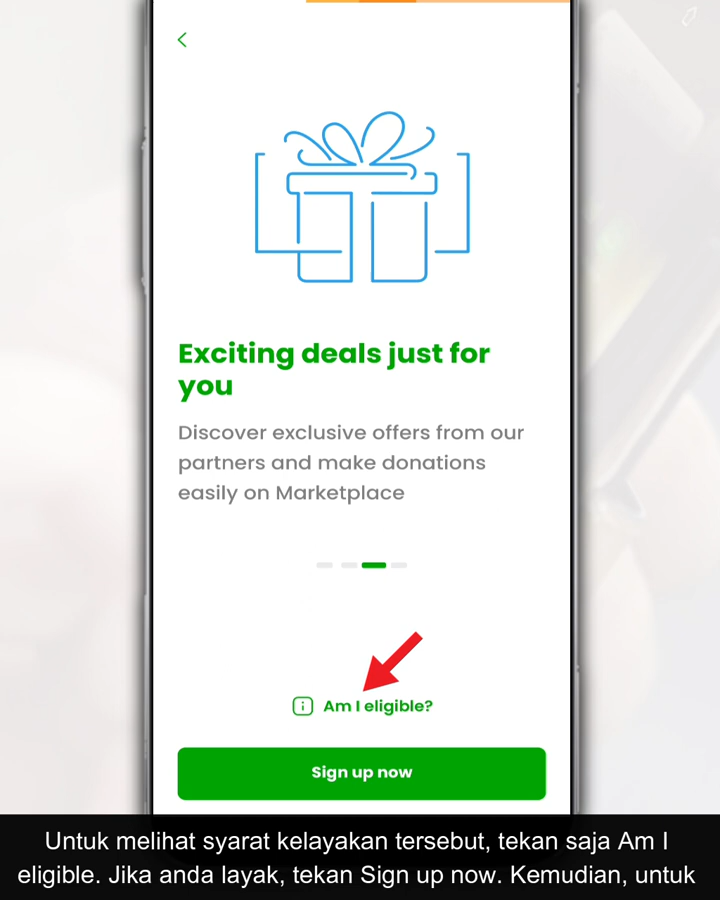 Exciting deals just for
you
Discover exclusive offers from our
partners and make donations
easily on Marketplace
Am I eligible?
Sign up now
Untuk melihat syarat kelayakan tersebut, tekan saja Am I
eligible. Jika anda layak, tekan Sign up now. Kemudian, untuk